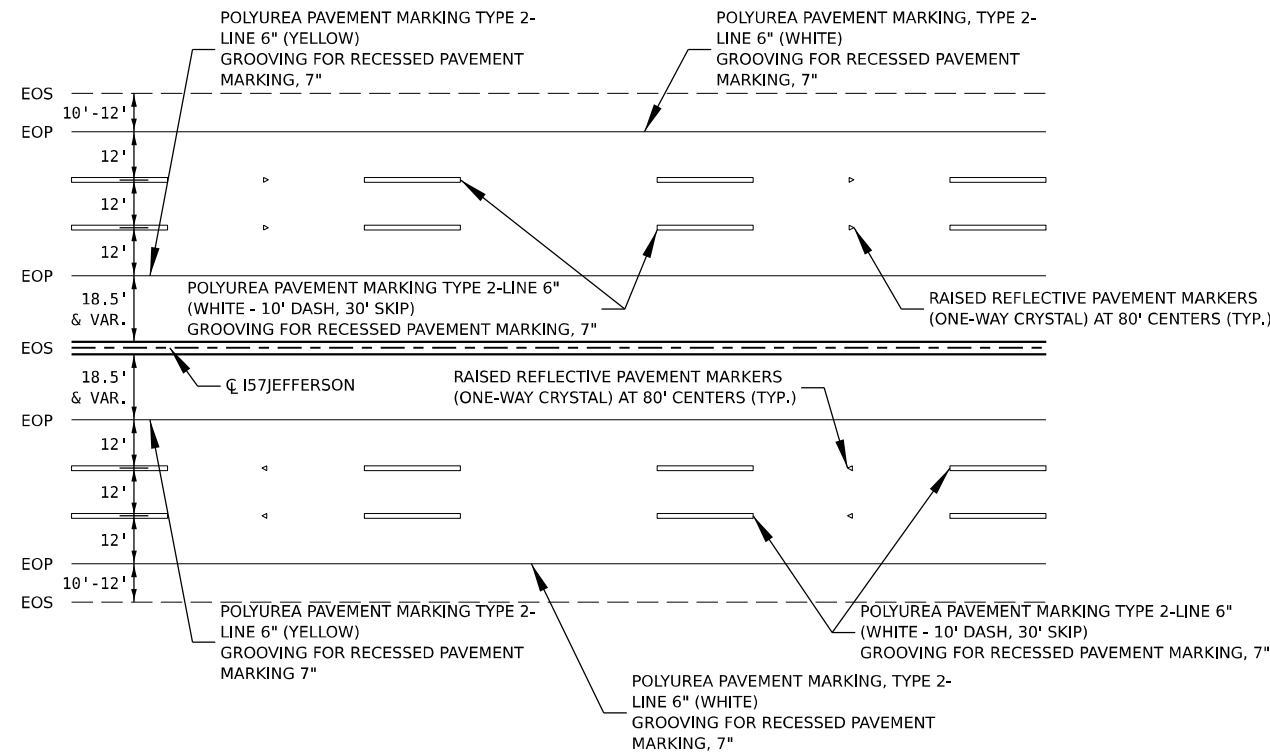 POLYUREA PAVEMENT MARKING TYPE 2-
LINE 6" (YELLOW)
GROOVING FOR RECESSED PAVEMENT
MARKING, 7"
POLYUREA PAVEMENT MARKING, TYPE 2-
LINE 6" (WHITE)
GROOVING FOR RECESSED PAVEMENT
MARKING, 7"
EOS
10'-12'
EOP
12'
12'
12'
EOP
18.5'
& VAR.
POLYUREA PAVEMENT MARKING TYPE 2-LINE 6"
(WHITE - 10' DASH, 30' SKIP)
GROOVING FOR RECESSED PAVEMENT MARKING, 7"
RAISED REFLECTIVE PAVEMENT MARKERS
(ONE-WAY CRYSTAL) AT 80' CENTERS (TYP.)
EOS
18.5'
& VAR.
℄ I57JEFFERSON
RAISED REFLECTIVE PAVEMENT MARKERS
(ONE-WAY CRYSTAL) AT 80' CENTERS (TYP.)
EOP
12'
12'
12'
EOP
10'-12'
EOS
POLYUREA PAVEMENT MARKING TYPE 2-
LINE 6" (YELLOW)
GROOVING FOR RECESSED PAVEMENT
MARKING 7"
POLYUREA PAVEMENT MARKING TYPE 2-LINE 6"
(WHITE - 10' DASH, 30' SKIP)
GROOVING FOR RECESSED PAVEMENT MARKING, 7"
POLYUREA PAVEMENT MARKING, TYPE 2-
LINE 6" (WHITE)
GROOVING FOR RECESSED PAVEMENT
MARKING, 7"